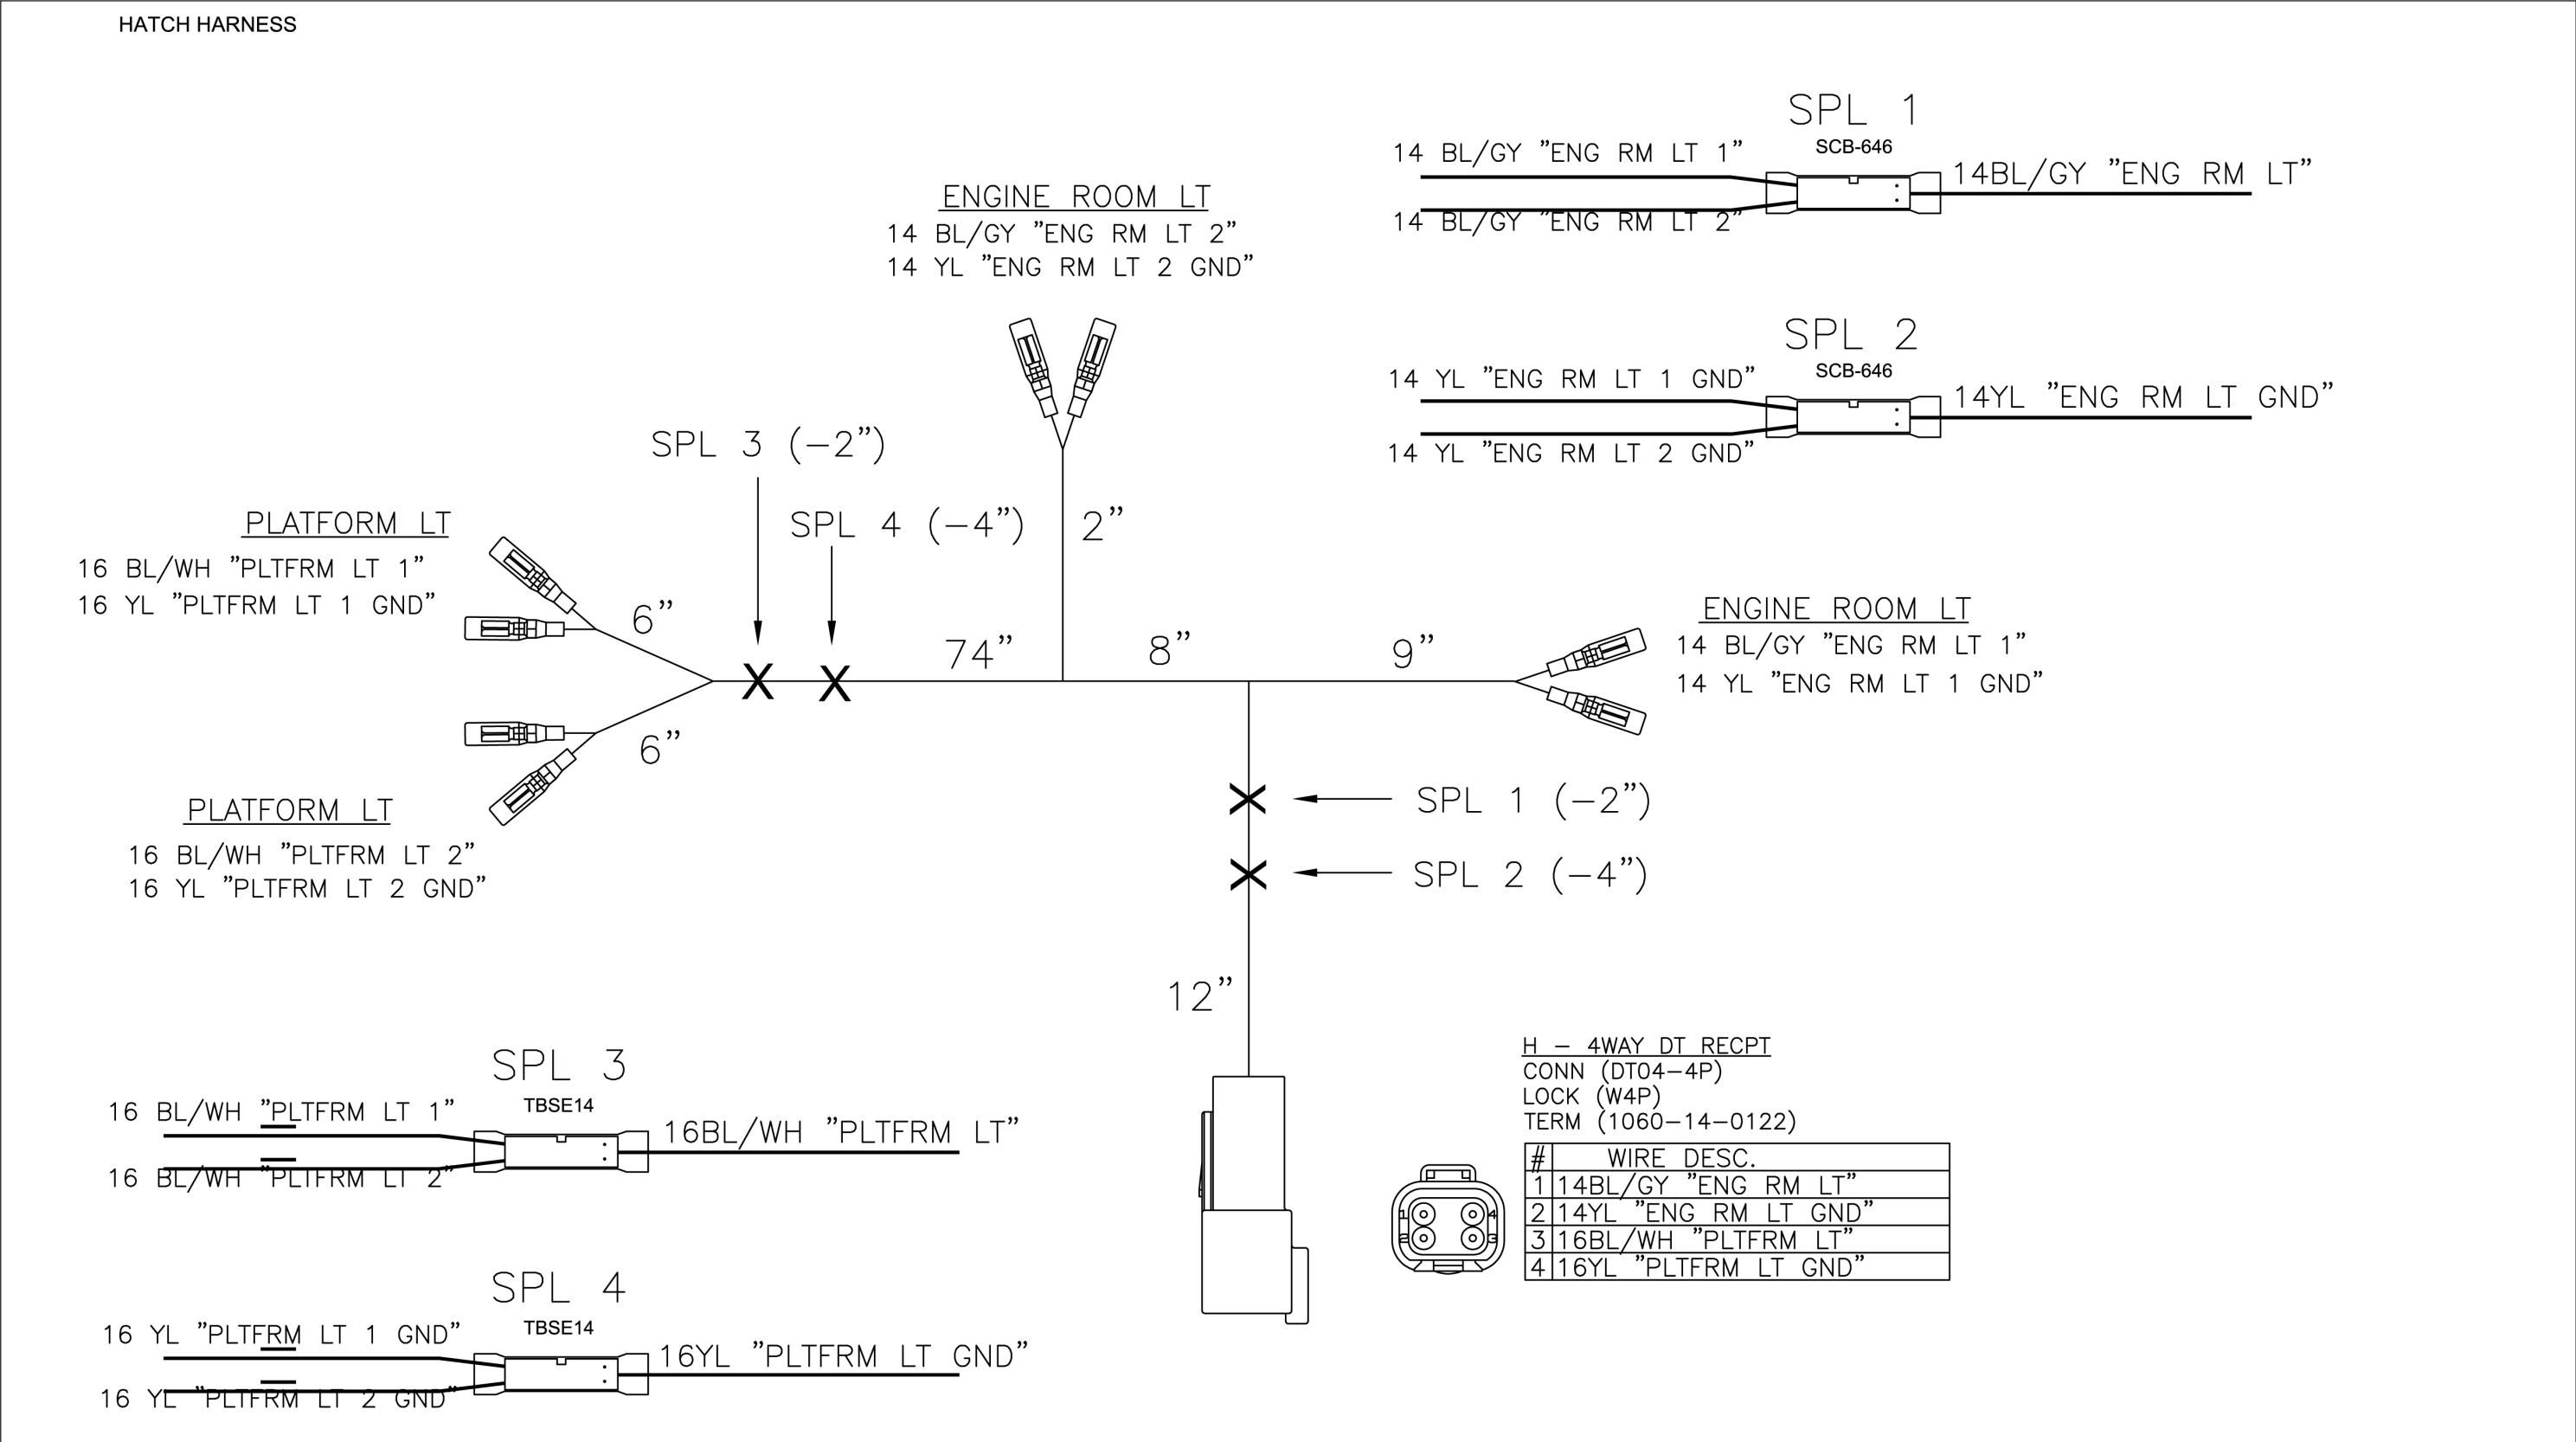 HATCH HARNESS
SPL 1
SCB-646
14 BL/GY "ENG RM LT 1"
14BL/GY "ENG RM LT"
14 BL/GY "ENG RM LT 2"
ENGINE ROOM LT
14 BL/GY "ENG RM LT 2"
14 YL "ENG RM LT 2 GND"
SPL 2
SCB-646
14 YL "ENG RM LT 1 GND"
14YL "ENG RM LT GND"
14 YL "ENG RM LT 2 GND"
SPL 3 (-2")
SPL 4 (-4")
2"
PLATFORM LT
16 BL/WH "PLTFRM LT 1"
16 YL "PLTFRM LT 1 GND"
6"
74"
8"
9"
ENGINE ROOM LT
14 BL/GY "ENG RM LT 1"
14 YL "ENG RM LT 1 GND"
X X
6"
PLATFORM LT
16 BL/WH "PLTFRM LT 2"
16 YL "PLTFRM LT 2 GND"
X
SPL 1 (-2")
X
SPL 2 (-4")
12"
SPL 3
TBSE14
16 BL/WH "PLTFRM LT 1"
16BL/WH "PLTFRM LT"
16 BL/WH "PLTFRM LT 2"
H - 4WAY DT RECPT
CONN (DT04-4P)
LOCK (W4P)
TERM (1060-14-0122)
# WIRE DESC.
1 14BL/GY "ENG RM LT"
2 14YL "ENG RM LT GND"
3 16BL/WH "PLTFRM LT"
4 16YL "PLTFRM LT GND"
1 4
2 3
SPL 4
TBSE14
16 YL "PLTFRM LT 1 GND"
16YL "PLTFRM LT GND"
16 YL "PLTFRM LT 2 GND"